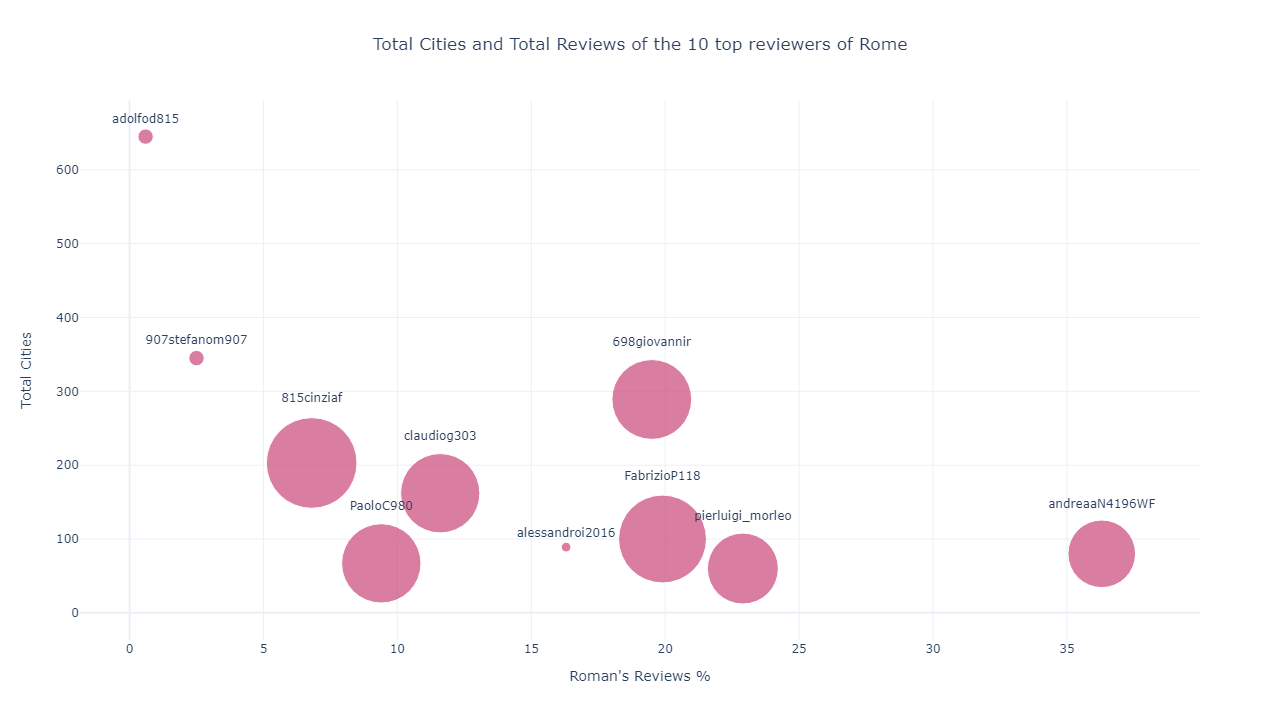 Total Cities and Total Reviews of the 10 top reviewers of Rome
adolfod815
600
500
400
907stefanom907
698giovannir
Total Cities
300
815cinziaf
claudiog303
200
FabrizioP118
PaoloC980
andreaaN4196WF
pierluigi_morleo
alessandroi2016
100
0
0 5 10 15 20 25 30 35
Roman's Reviews %